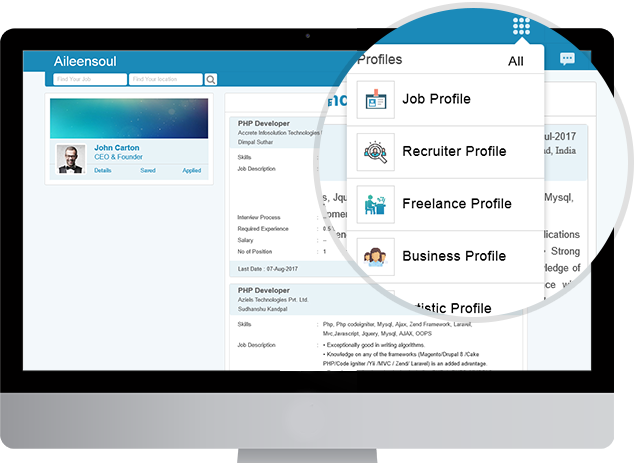 Aileensoul
Find Your Job
Find Your location
John Carton
CEO & Founder
Details Saved Applied
PHP Developer
Accrete Infosolution Technologies
Dimpal Suthar
Skills :
Job Description
Interview Process :
Required Experience :
Salary : --
No of Position : 1
Last Date : 07-Aug-2017
PHP Developer
Aziels Technologies Pvt. Ltd.
Sadhanshu Kandpal
Skills : Php, Php codeigniter, Mysql, Ajax, Zend Framework, Laravel,
Mvc,Javascript, Jquery, Mysql, AJAX, OOPS
Job Description : • Exceptionally good in writing algorithms.
• Knowledge on any of the frameworks (Magento/Drupal 8 /Cake
PHP/Code igniter /Yii /MVC / Zend/ Laravel) is an added advantage.
Profiles All
Job Profile
Recruiter Profile
Freelance Profile
Business Profile
tistic Profile
ul-2017
d, India
Mysql,
lications
Strong
ledge of